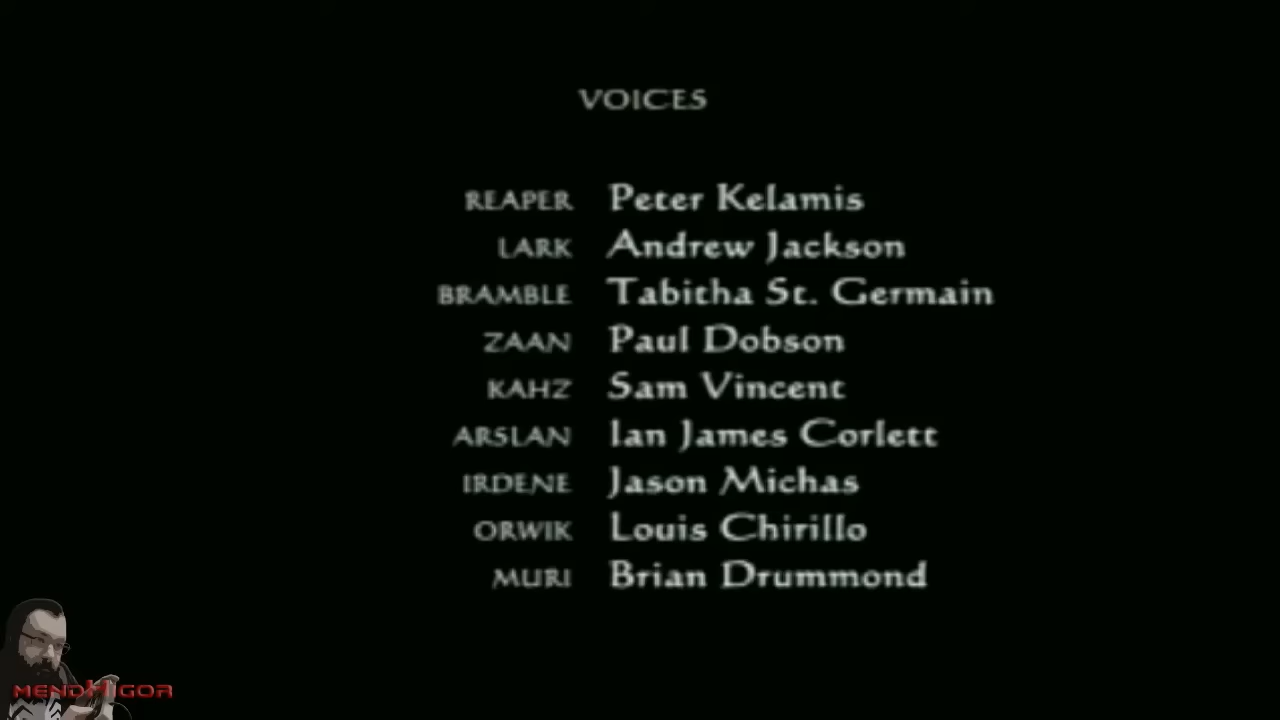 VOICES
REAPER Peter Kelamis
LARK Andrew Jackson
BRAMBLE Tabitha St. Germain
ZAAN Paul Dobson
KAHZ Sam Vincent
ARSLAN Ian James Corlett
IRDENE Jason Michas
ORWIK Louis Chirillo
MURI Brian Drummond
MENDHIGOR